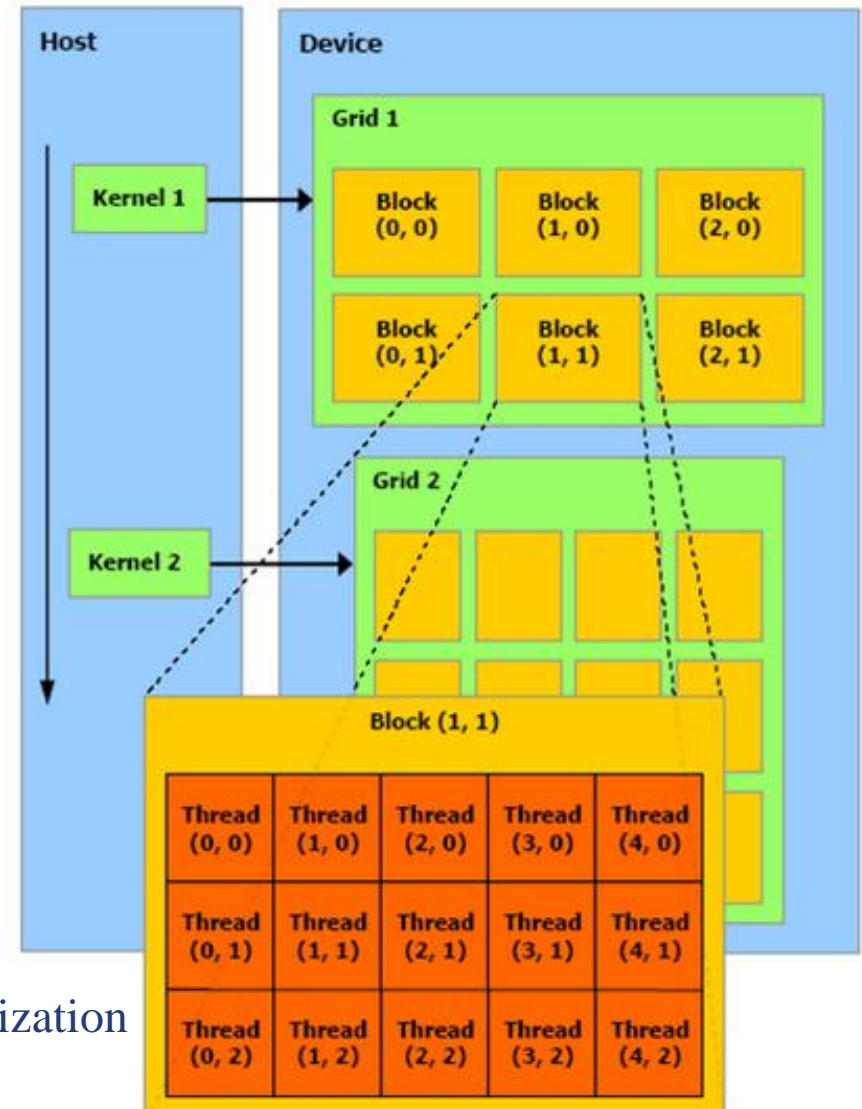 Host
Device
Grid 1
Kernel 1
Block
(0, 0)
Block
(1, 0)
Block
(2, 0)
Block
(0, 1)
Block
(1, 1)
Block
(2, 1)
Grid 2
Kernel 2
Block (1, 1)
Thread
(0, 0)
Thread
(1, 0)
Thread
(2, 0)
Thread
(3, 0)
Thread
(4, 0)
Thread
(0, 1)
Thread
(1, 1)
Thread
(2, 1)
Thread
(3, 1)
Thread
(4, 1)
ization
Thread
(0, 2)
Thread
(1, 2)
Thread
(2, 2)
Thread
(3, 2)
Thread
(4, 2)